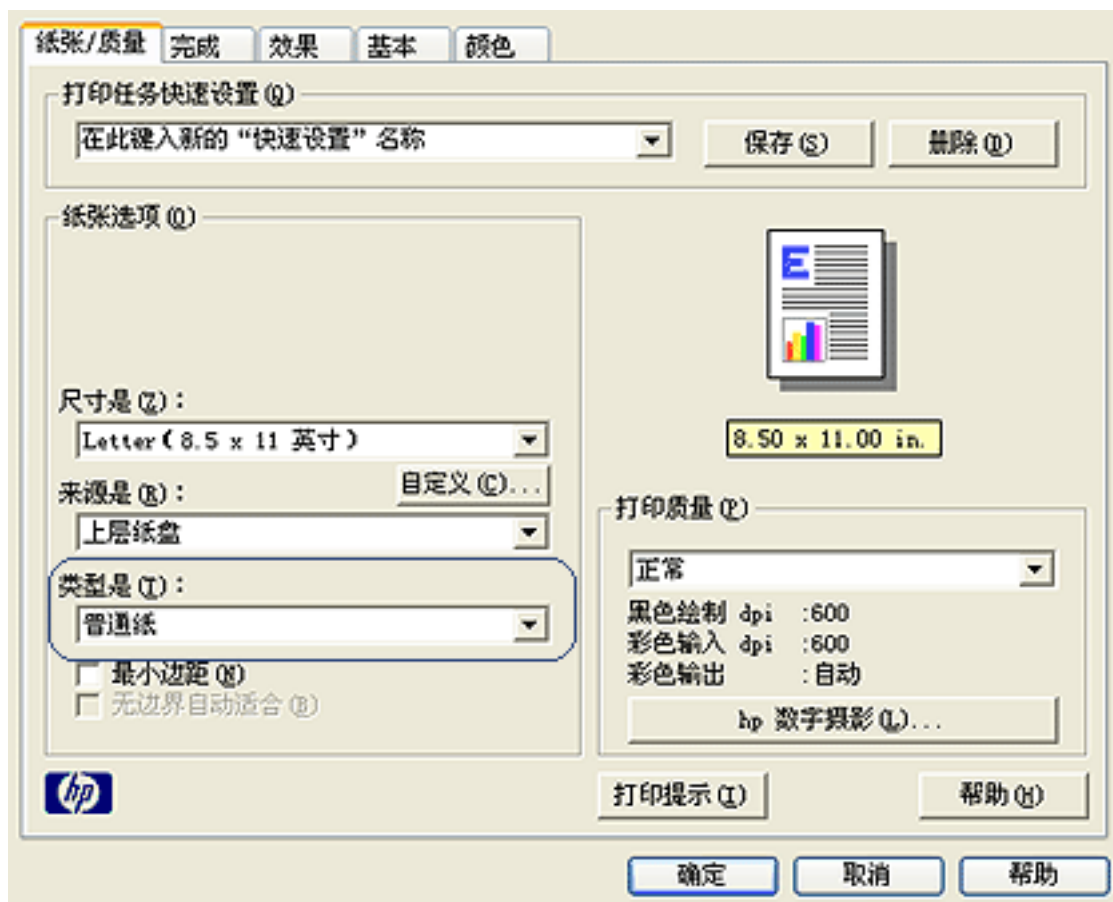 纸张/质量 完成 效果 基本 颜色
打印任务快速设置(Q)
在此键入新的“快速设置”名称
保存(S) 删除(D)
纸张选项(O)
尺寸是(Z)：
Letter(8.5 x 11 英寸)
8.50 x 11.00 in.
自定义(C)...
来源是(R)：
上层纸盘
打印质量(P)
类型是(T)：
普通纸
正常
黑色绘制 dpi :600
彩色输入 dpi :600
彩色输出 :自动
最小边距(M)
无边界自动适合(B)
hp 数字摄影(L)...
hp
打印提示(I) 帮助(H)
确定 取消 帮助